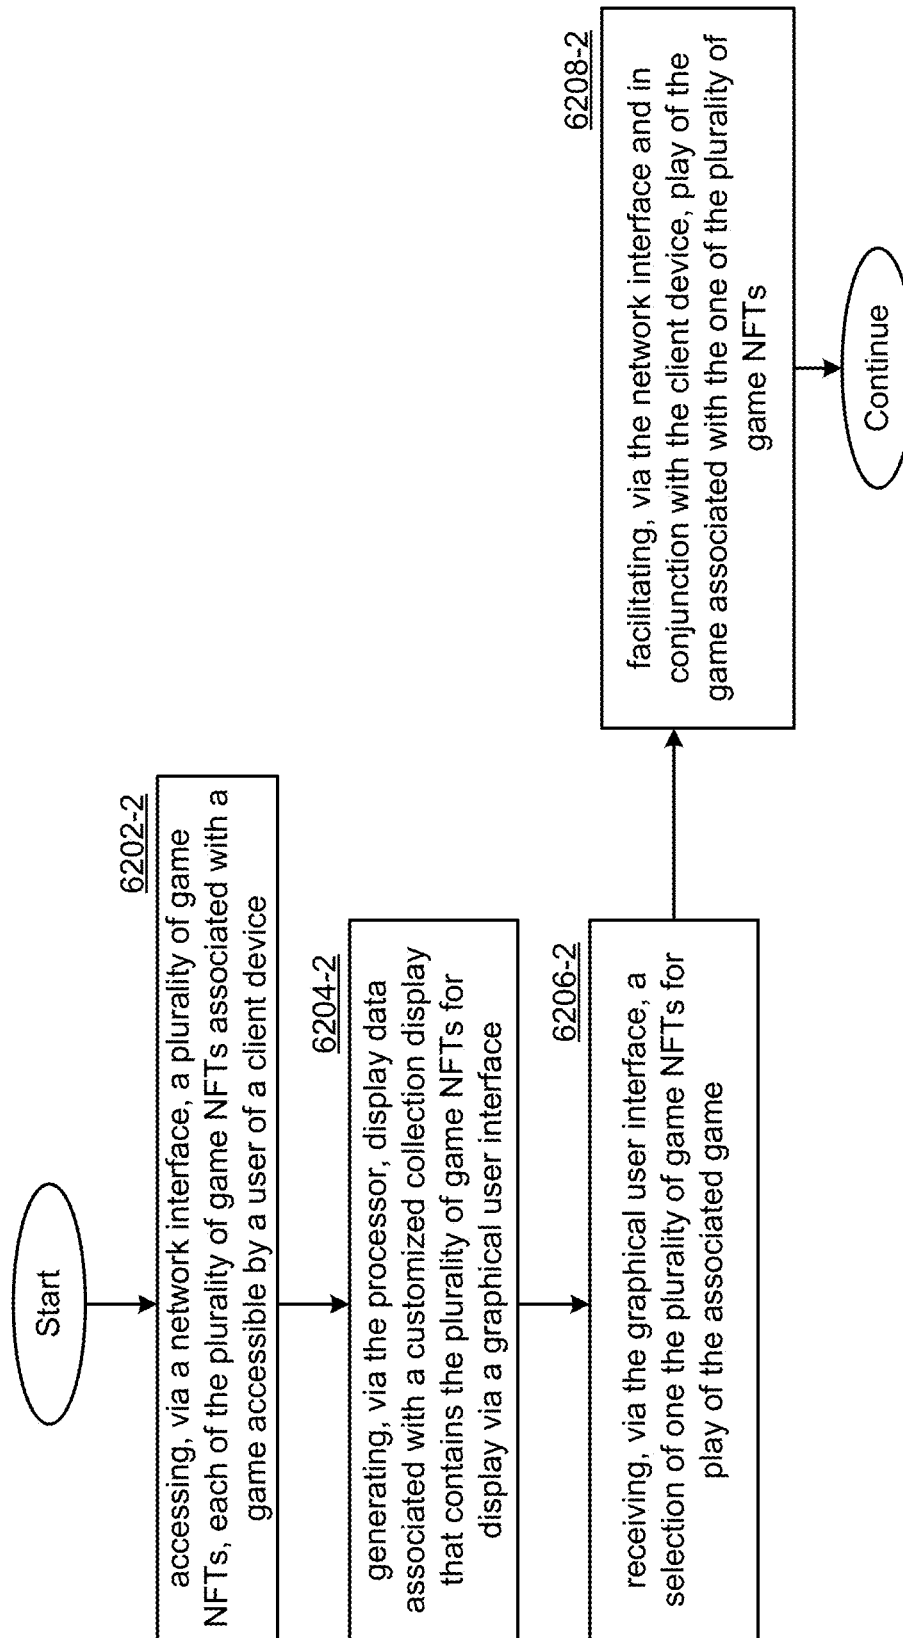 Start
6202-2
accessing, via a network interface, a plurality of game
NFTs, each of the plurality of game NFTs associated with a
game accessible by a user of a client device
6204-2
generating, via the processor, display data
associated with a customized collection display
that contains the plurality of game NFTs for
display via a graphical user interface
6206-2
receiving, via the graphical user interface, a
selection of one the plurality of game NFTs for
play of the associated game
6208-2
facilitating, via the network interface and in
conjunction with the client device, play of the
game associated with the one of the plurality of
game NFTs
Continue